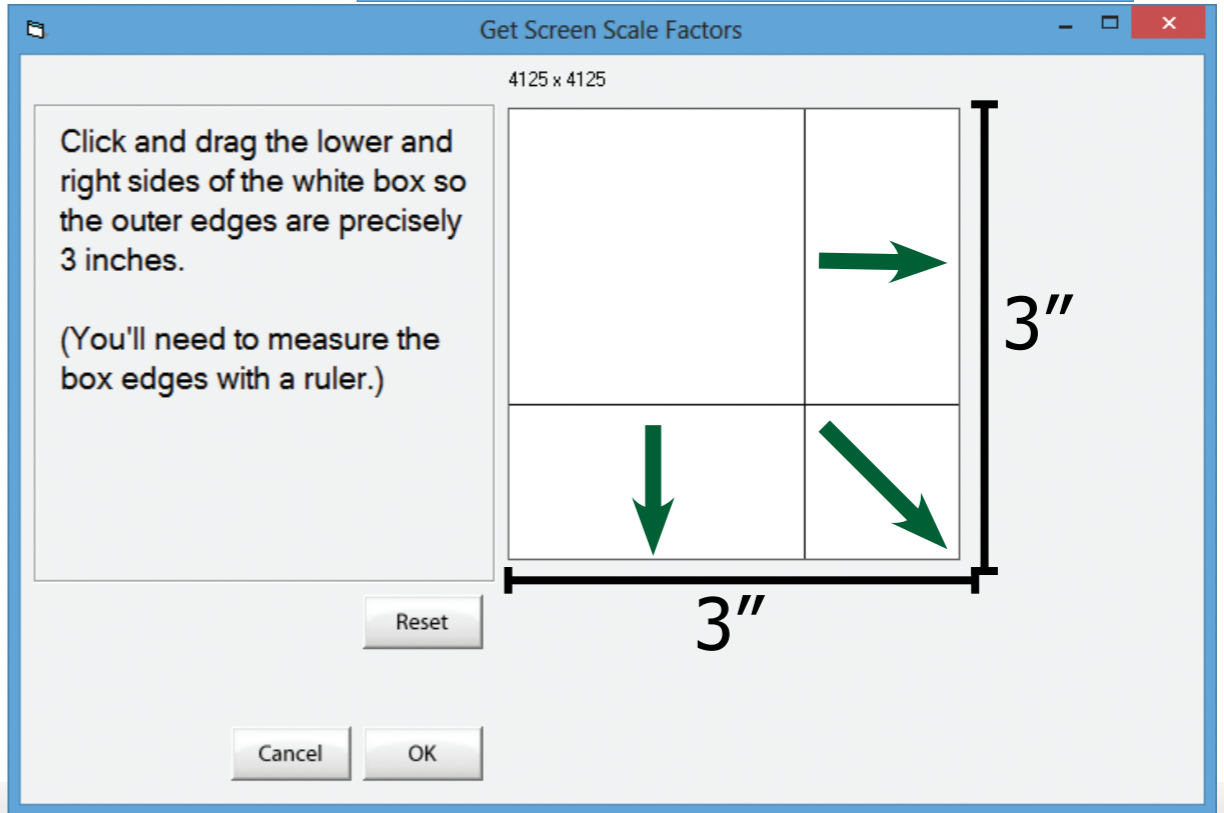 Get Screen Scale Factors
4125 x 4125
Click and drag the lower and
right sides of the white box so
the outer edges are precisely
3 inches.
(You'll need to measure the
box edges with a ruler.)
3"
3"
Reset
Cancel
OK